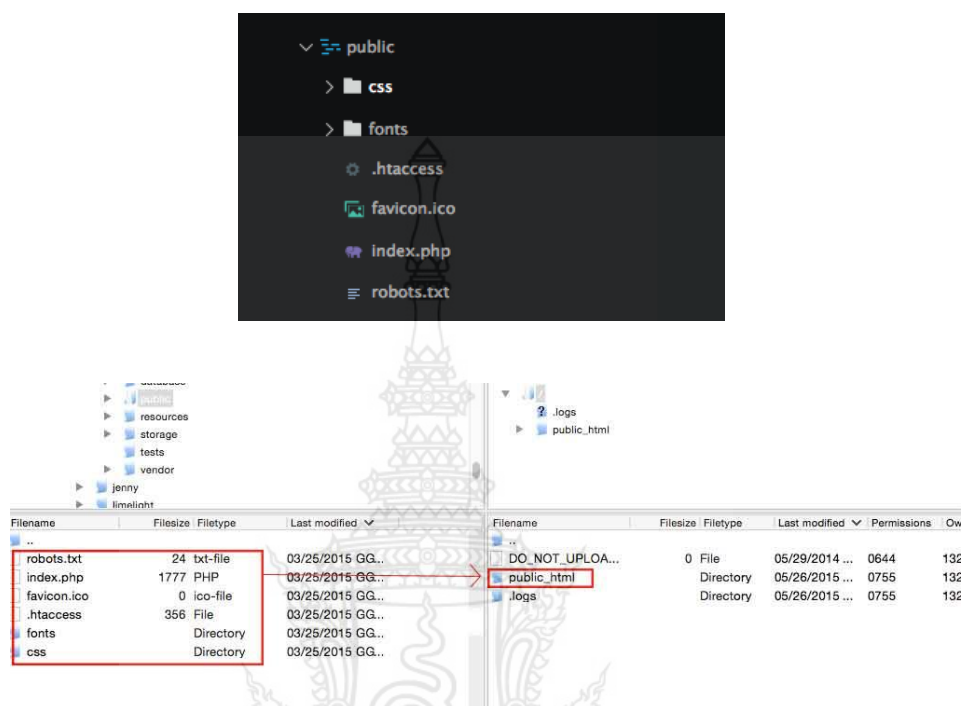 public
css
fonts
.htaccess
favicon.ico
index.php
robots.txt
database
public
resources
storage
tests
vendor
jenny
limelight
/
.logs
public_html
Filename Filesize Filetype Last modified
..
robots.txt 24 txt-file 03/25/2015 GG...
index.php 1777 PHP 03/25/2015 GG...
favicon.ico 0 ico-file 03/25/2015 GG...
.htaccess 356 File 03/25/2015 GG...
fonts Directory 03/25/2015 GG...
css Directory 03/25/2015 GG...
Filename Filesize Filetype Last modified Permissions Ow
..
DO_NOT_UPLOA... 0 File 05/29/2014 ... 0644 132
public_html Directory 05/26/2015 ... 0755 132
.logs Directory 05/26/2015 ... 0755 132